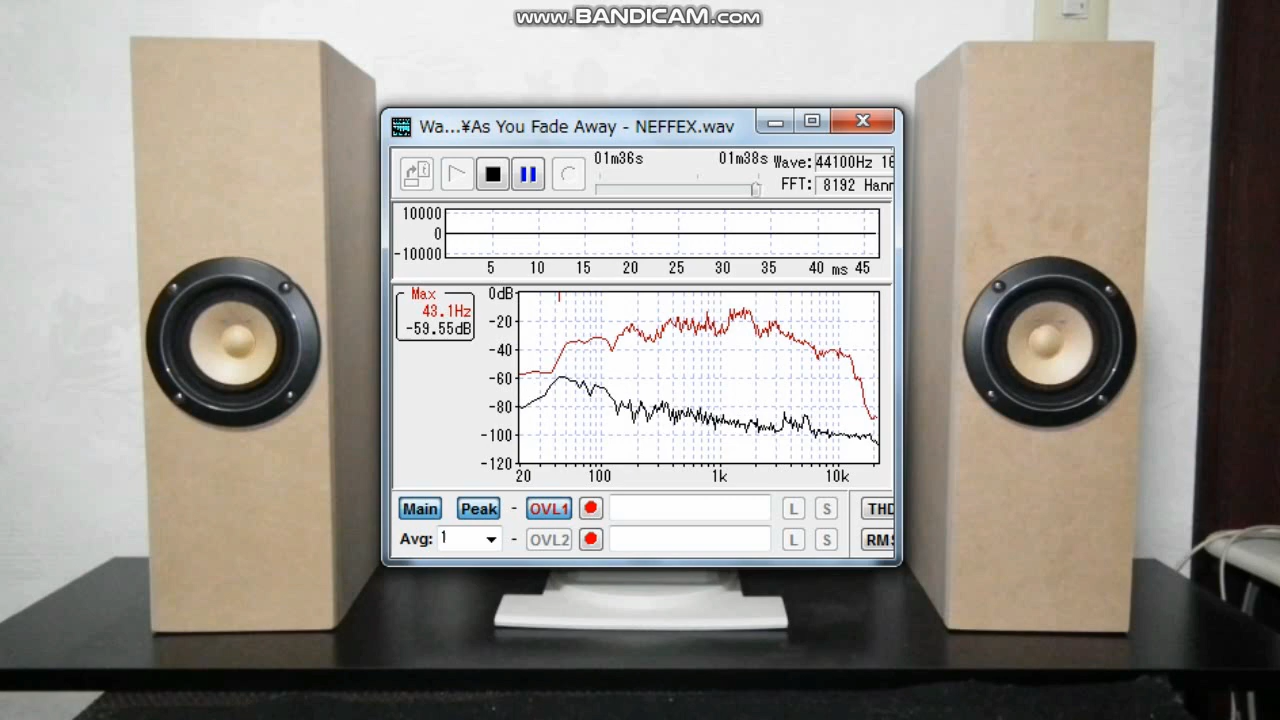 www.BANDICAM.com
Wa...¥As You Fade Away - NEFFEX.wav
01m36s 01m38s Wave: 44100Hz 16
FFT: 8192 Hann
10000
0
-10000
5 10 15 20 25 30 35 40 ms 45
Max
43.1Hz
-59.55dB
0dB
-20
-40
-60
-80
-100
-120
20 100 1k 10k
Main Peak - OVL1 L S THD
Avg: 1 - OVL2 L S RMS